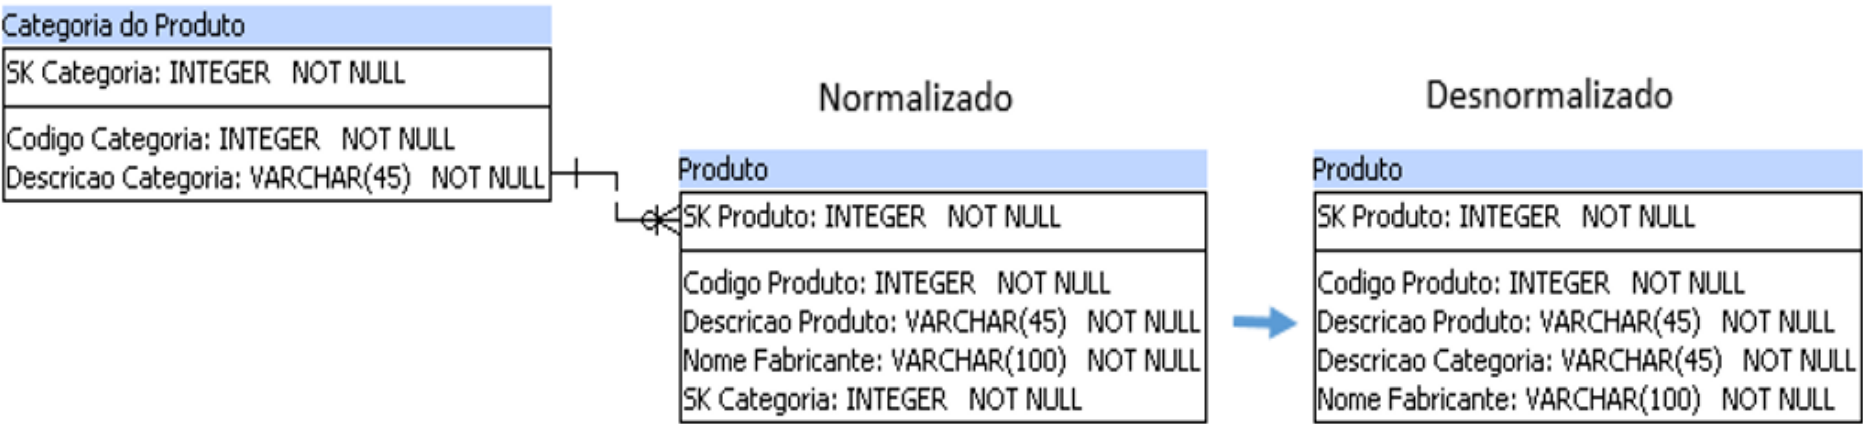 Categoria do Produto
SK Categoria: INTEGER NOT NULL
Codigo Categoria: INTEGER NOT NULL
Descricao Categoria: VARCHAR(45) NOT NULL
Normalizado
Produto
SK Produto: INTEGER NOT NULL
Codigo Produto: INTEGER NOT NULL
Descricao Produto: VARCHAR(45) NOT NULL
Nome Fabricante: VARCHAR(100) NOT NULL
SK Categoria: INTEGER NOT NULL
Desnormalizado
Produto
SK Produto: INTEGER NOT NULL
Codigo Produto: INTEGER NOT NULL
Descricao Produto: VARCHAR(45) NOT NULL
Descricao Categoria: VARCHAR(45) NOT NULL
Nome Fabricante: VARCHAR(100) NOT NULL